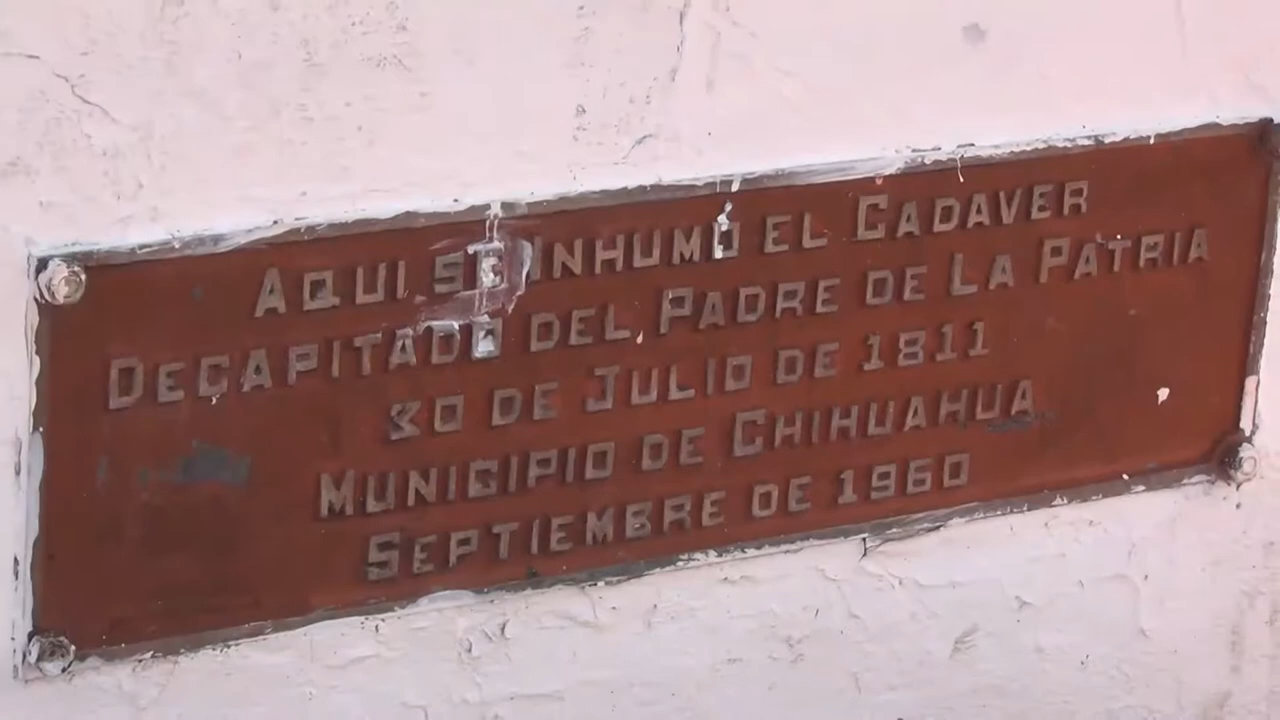 AQUI SE INHUMO EL CADAVER
DECAPITADO DEL PADRE DE LA PATRIA
30 DE JULIO DE 1811
MUNICIPIO DE CHIHUAHUA
SEPTIEMBRE DE 1960